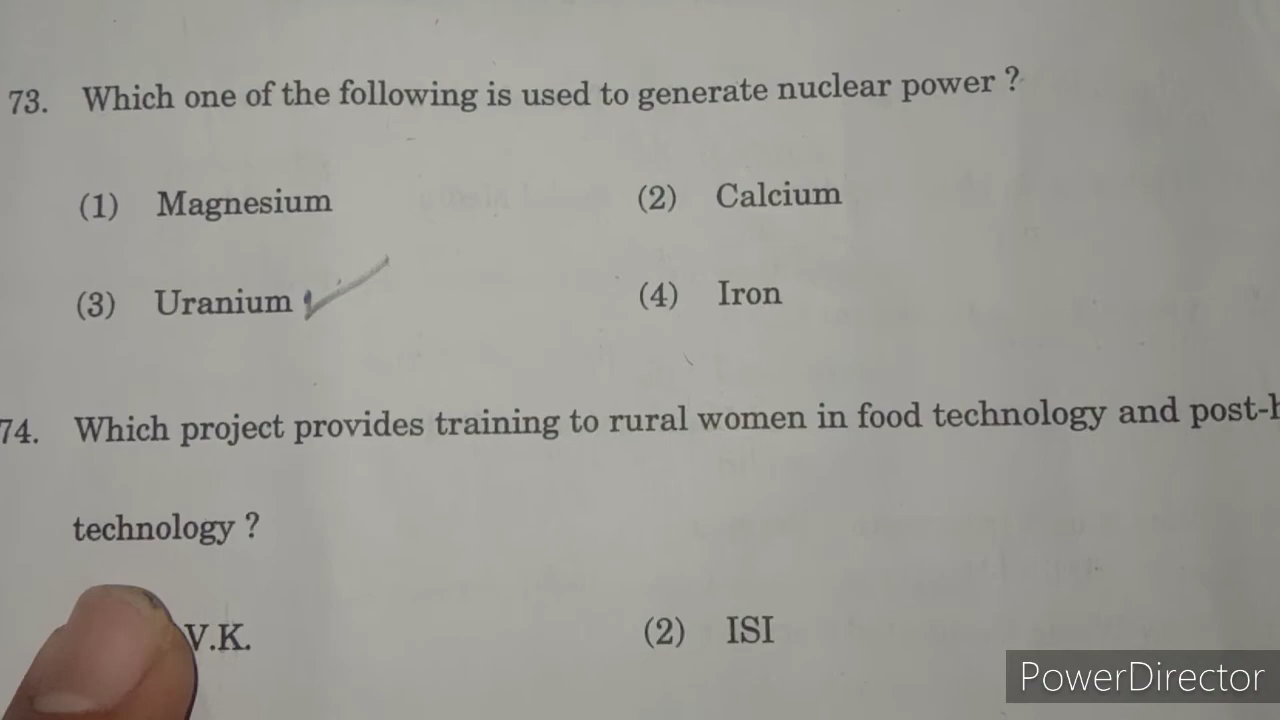 73. Which one of the following is used to generate nuclear power ?
(1) Magnesium (2) Calcium
(3) Uranium (4) Iron
74. Which project provides training to rural women in food technology and post-
technology ?
V.K. (2) ISI
PowerDirector